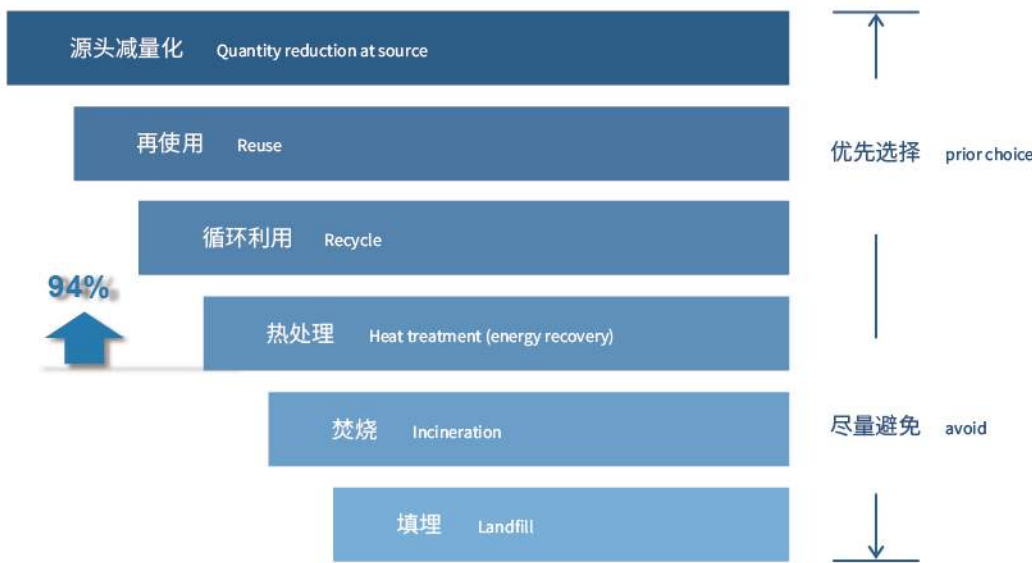 源头减量化 Quantity reduction at source
再使用 Reuse
优先选择 prior choice
循环利用 Recycle
94%
热处理 Heat treatment (energy recovery)
焚烧 Incineration
尽量避免 avoid
填埋 Landfill